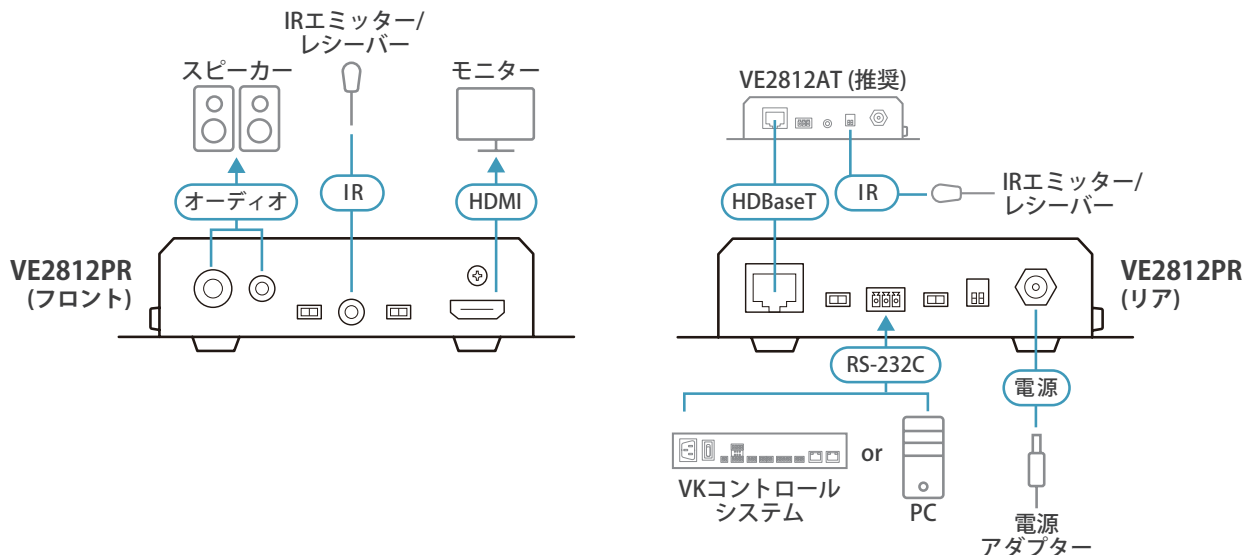 IRエミッター/
レシーバー
スピーカー
モニター
オーディオ
IR
HDMI
VE2812PR
(フロント)
VE2812AT (推奨)
HDBaseT
IR
IRエミッター/
レシーバー
VE2812PR
(リア)
RS-232C
電源
or
VKコントロール
システム
PC
電源
アダプター